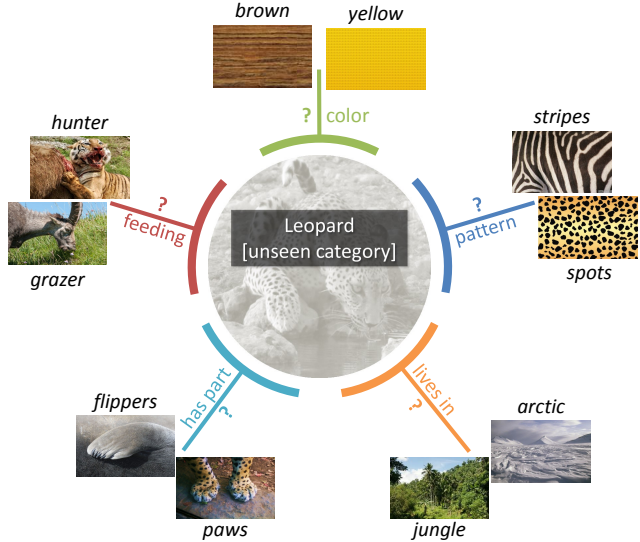 brown
yellow
? color
hunter
stripes
?
feeding
?
pattern
Leopard
[unseen category]
grazer
spots
has part
?
lives in
?
flippers
arctic
paws
jungle